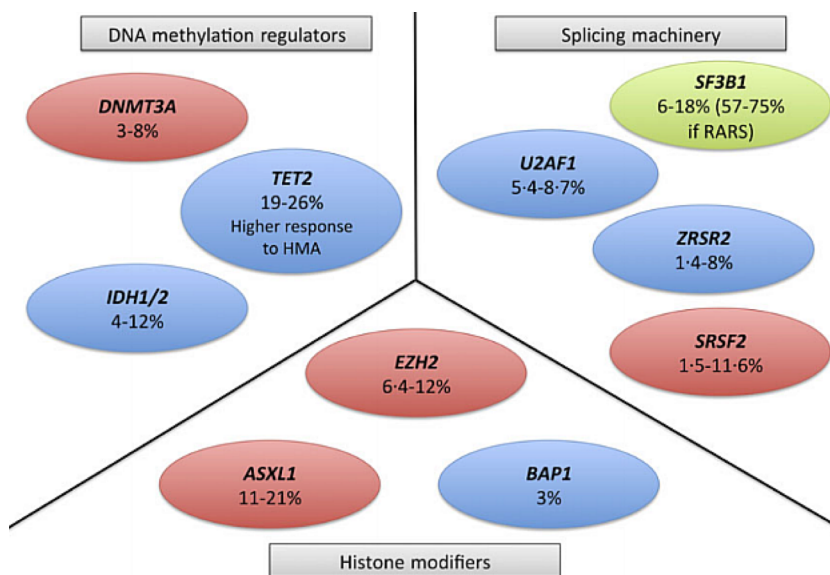 DNA methylation regulators
DNMT3A
3-8%
TET2
19-26%
Higher response
to HMA
IDH1/2
4-12%
Splicing machinery
SF3B1
6-18% (57-75%
if RARS)
U2AF1
5·4-8·7%
ZRSR2
1·4-8%
SRSF2
1·5-11·6%
EZH2
6·4-12%
ASXL1
11-21%
BAP1
3%
Histone modifiers